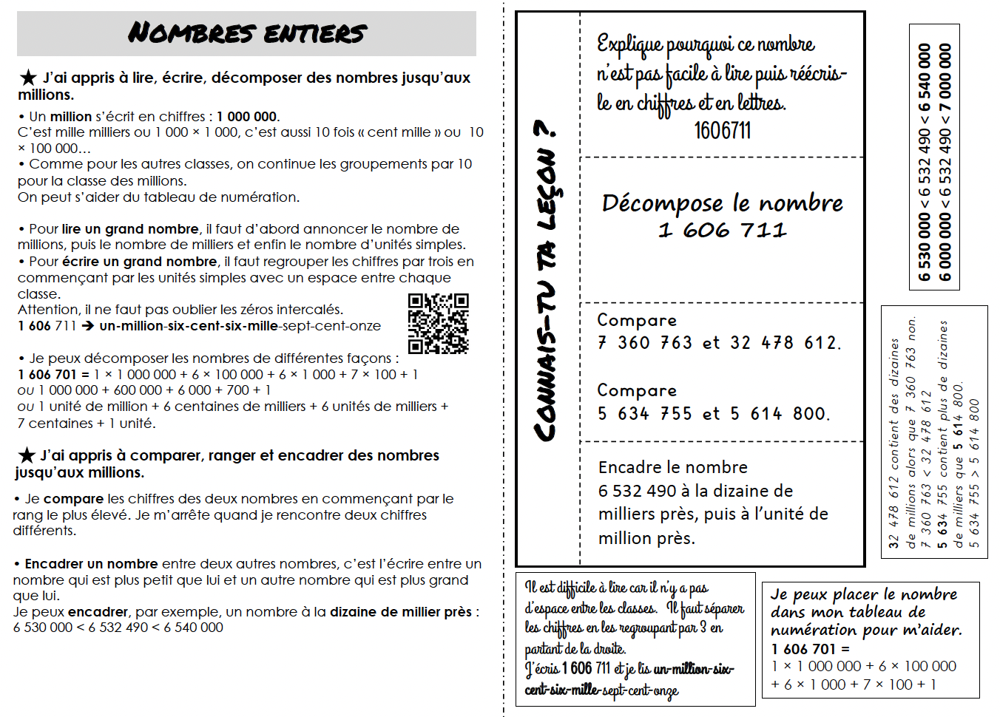 NOMBRES ENTIERS
★ J'ai appris à lire, écrire, décomposer des nombres jusqu'aux
millions.
• Un million s'écrit en chiffres : 1 000 000.
C'est mille milliers ou 1 000 × 1 000, c'est aussi 10 fois « cent mille » ou 10
× 100 000…
• Comme pour les autres classes, on continue les groupements par 10
pour la classe des millions.
On peut s'aider du tableau de numération.
• Pour lire un grand nombre, il faut d'abord annoncer le nombre de
millions, puis le nombre de milliers et enfin le nombre d'unités simples.
• Pour écrire un grand nombre, il faut regrouper les chiffres par trois en
commençant par les unités simples avec un espace entre chaque
classe.
Attention, il ne faut pas oublier les zéros intercalés.
1 606 711 ➔ un-million-six-cent-six-mille-sept-cent-onze
• Je peux décomposer les nombres de différentes façons :
1 606 701 = 1 × 1 000 000 + 6 × 100 000 + 6 × 1 000 + 7 × 100 + 1
ou 1 000 000 + 600 000 + 6 000 + 700 + 1
ou 1 unité de million + 6 centaines de milliers + 6 unités de milliers +
7 centaines + 1 unité.
★ J'ai appris à comparer, ranger et encadrer des nombres
jusqu'aux millions.
• Je compare les chiffres des deux nombres en commençant par le
rang le plus élevé. Je m'arrête quand je rencontre deux chiffres
différents.
• Encadrer un nombre entre deux autres nombres, c'est l'écrire entre un
nombre qui est plus petit que lui et un autre nombre qui est plus grand
que lui.
Je peux encadrer, par exemple, un nombre à la dizaine de millier près :
6 530 000 < 6 532 490 < 6 540 000
CONNAIS-TU TA LEÇON ?
Explique pourquoi ce nombre
n'est pas facile à lire puis réécris-
le en chiffres et en lettres.
1606711
Décompose le nombre
1 606 711
Compare
7 360 763 et 32 478 612.
Compare
5 634 755 et 5 614 800.
Encadre le nombre
6 532 490 à la dizaine de
milliers près, puis à l'unité de
million près.
6 530 000 < 6 532 490 < 6 540 000
6 000 000 < 6 532 490 < 7 000 000
32 478 612 contient des dizaines
de millions alors que 7 360 763 non.
7 360 763 < 32 478 612
5 634 755 contient plus de dizaines
de milliers que 5 614 800.
5 634 755 > 5 614 800
Il est difficile à lire car il n'y a pas
d'espace entre les classes. Il faut séparer
les chiffres en les regroupant par 3 en
partant de la droite.
J'écris 1 606 711 et je lis un-million-six-
cent-six-mille-sept-cent-onze
Je peux placer le nombre
dans mon tableau de
numération pour m'aider.
1 606 701 =
1 × 1 000 000 + 6 × 100 000
+ 6 × 1 000 + 7 × 100 + 1